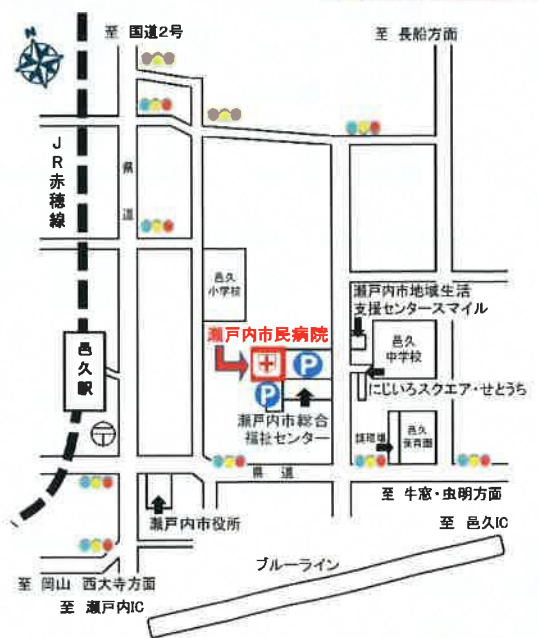 至 国道2号
至 長船方面
JR赤穂線
県道
邑久
小学校
瀬戸内市地域生活
支援センタースマイル
瀬戸内市民病院
邑久駅
P
邑久
中学校
P
にじいろスクエア・せとうち
瀬戸内市総合
福祉センター
〒
調理場
邑久
保育園
県道
至 牛窓・虫明方面
瀬戸内市役所
至 邑久IC
ブルーライン
至 岡山 西大寺方面
至 瀬戸内IC